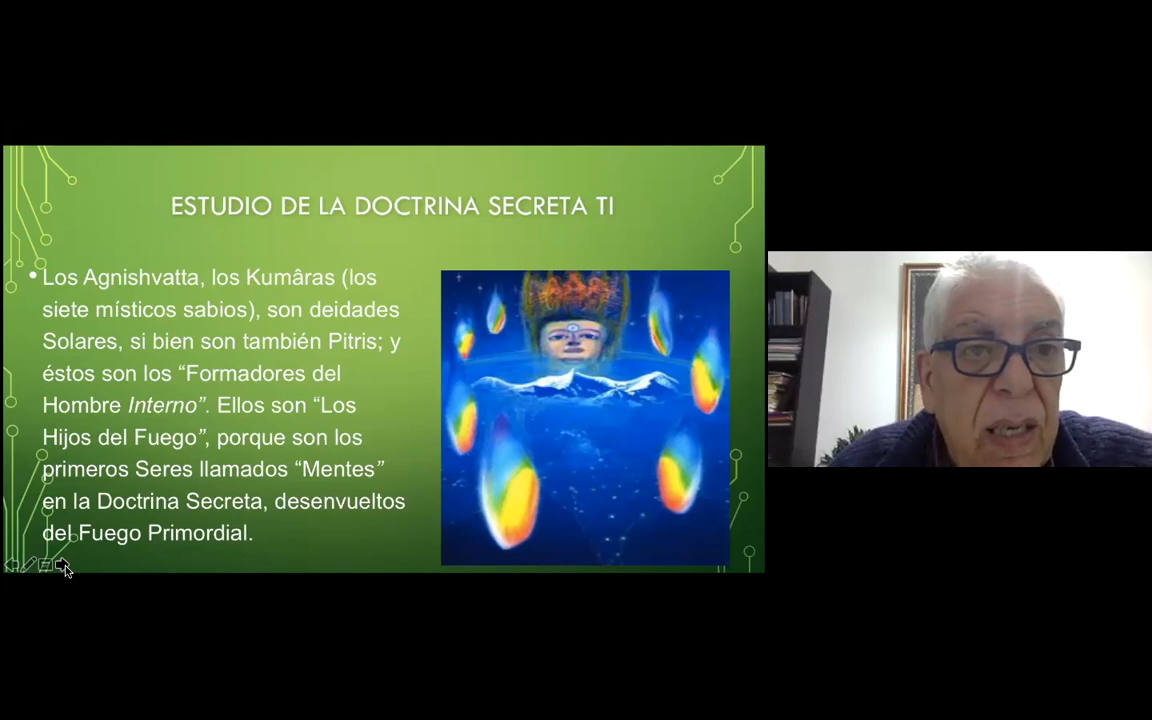 ESTUDIO DE LA DOCTRINA SECRETA TI
• Los Agnishvatta, los Kumâras (los
siete místicos sabios), son deidades
Solares, si bien son también Pitris; y
éstos son los “Formadores del
Hombre Interno”. Ellos son “Los
Hijos del Fuego”, porque son los
primeros Seres llamados “Mentes”
en la Doctrina Secreta, desenvueltos
del Fuego Primordial.